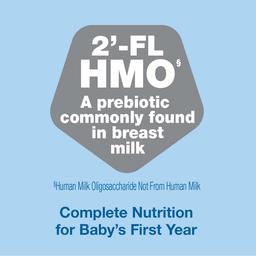 2’-FL
HMO§
A prebiotic
commonly found
in breast
milk
§Human Milk Oligosaccharide Not From Human Milk
Complete Nutrition
for Baby’s First Year